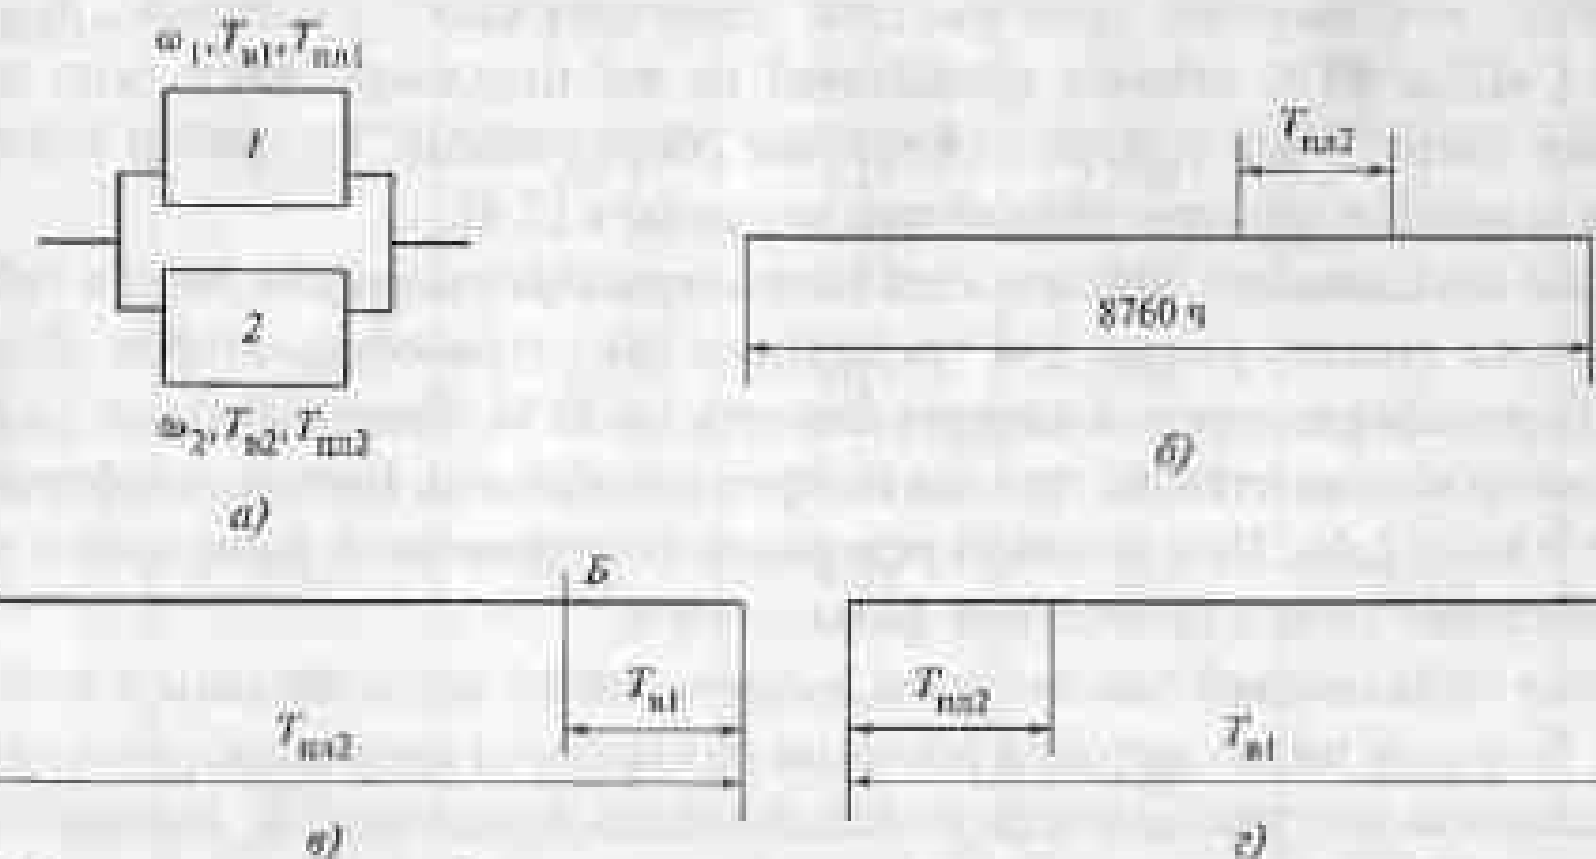 ω₁, Tв1, Tпл1
1
2
ω₂, Tв2, Tпл2
а)
Tпл2
8760 ч
б)
Б
Tв1
Tпл2
в)
Tпл2
Tв1
г)